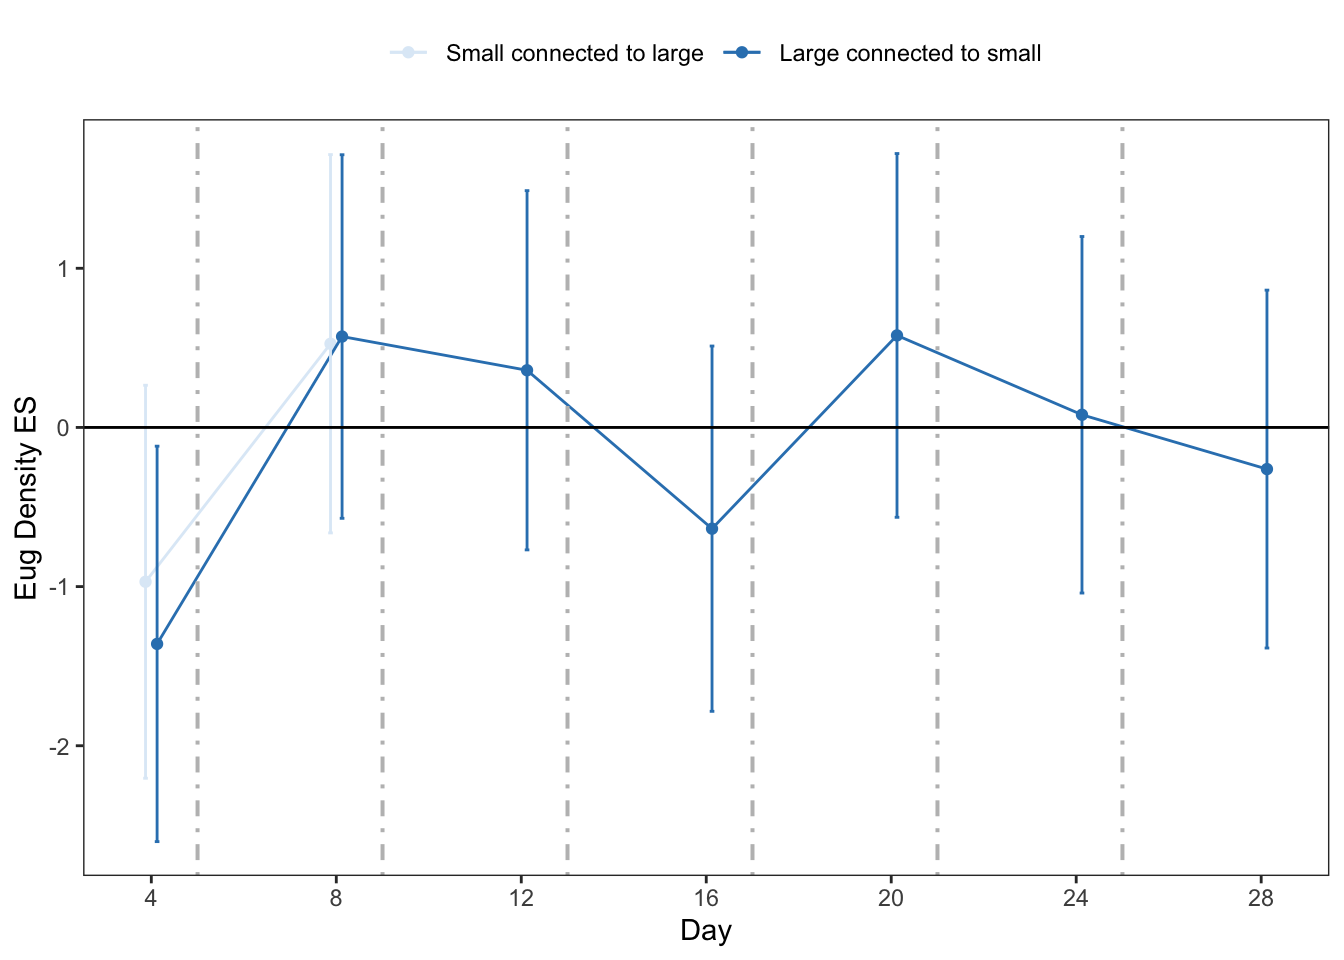 Small connected to large Large connected to small
Eug Density ES
1
0
-1
-2
4 8 12 16 20 24 28
Day